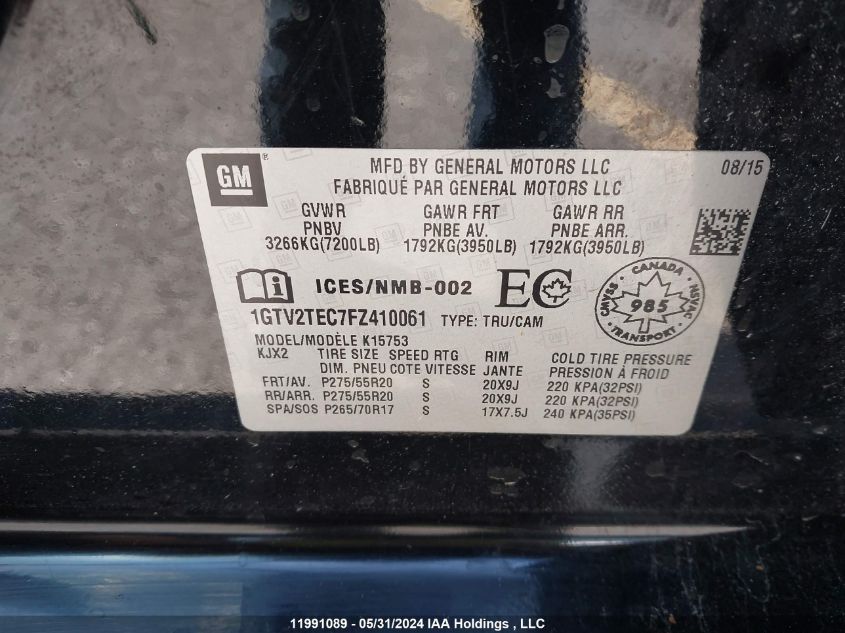 GM ®
MFD BY GENERAL MOTORS LLC 08/15
FABRIQUÉ PAR GENERAL MOTORS LLC
GVWR GAWR FRT GAWR RR
PNBV PNBE AV. PNBE ARR.
3266KG(7200LB) 1792KG(3950LB) 1792KG(3950LB)
i ICES/NMB-002 EC
CANADA
CMVSS 985 NSVAC
TRANSPORT
1GTV2TEC7FZ410061 TYPE: TRU/CAM
MODEL/MODÈLE K15753
KJX2 TIRE SIZE SPEED RTG RIM COLD TIRE PRESSURE
DIM. PNEU COTE VITESSE JANTE PRESSION À FROID
FRT/AV. P275/55R20 S 20X9J 220 KPA(32PSI)
RR/ARR. P275/55R20 S 20X9J 220 KPA(32PSI)
SPA/SOS P265/70R17 S 17X7.5J 240 KPA(35PSI)
11991089 - 05/31/2024 IAA Holdings , LLC